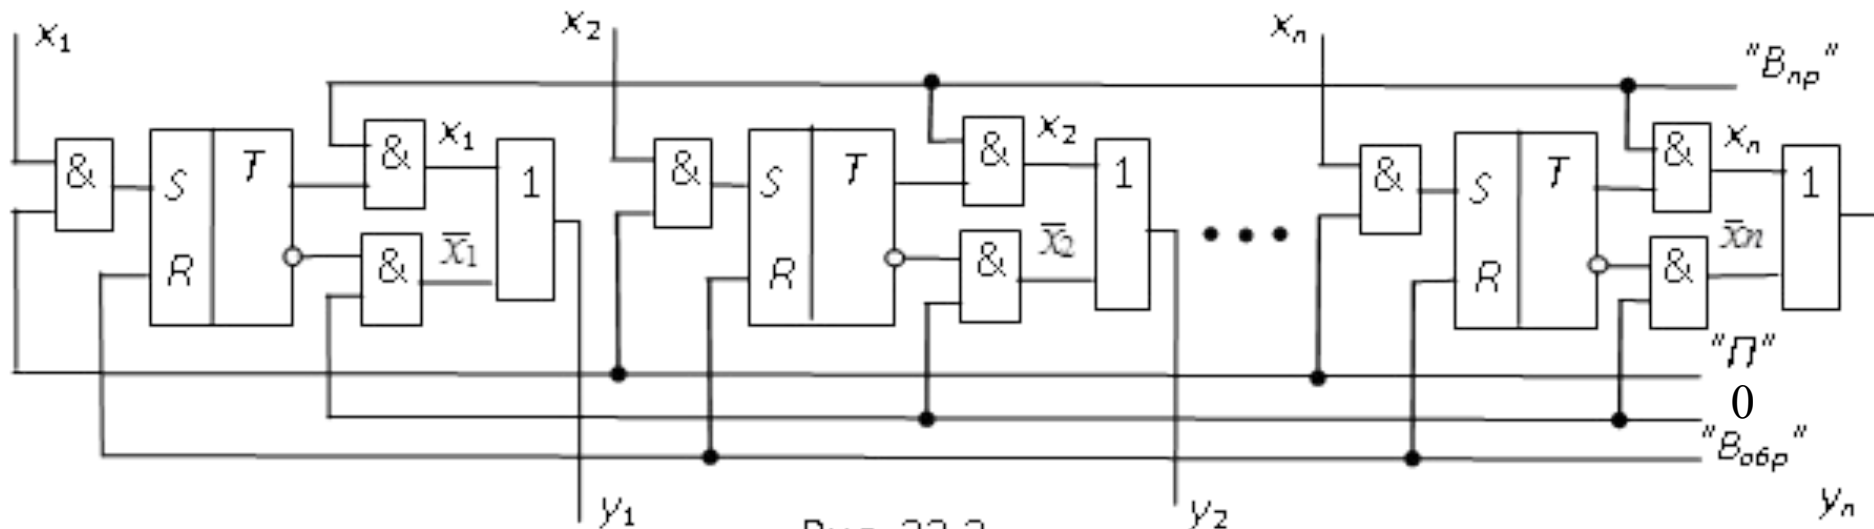 x₁
x₂
xₙ
"Bпр"
& S T & x₁ 1
R & x̄₁
& S T & x₂ 1
R & x̄₂
& S T & xₙ 1
R & x̄n
"П"
0
"Bобр"
y₁
y₂
yₙ